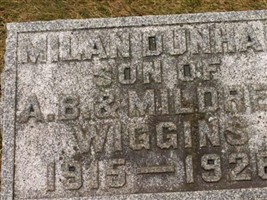 MILAN DUNHA
SON OF
A.B. & MILDRE
WIGGINS
1915 — 1926